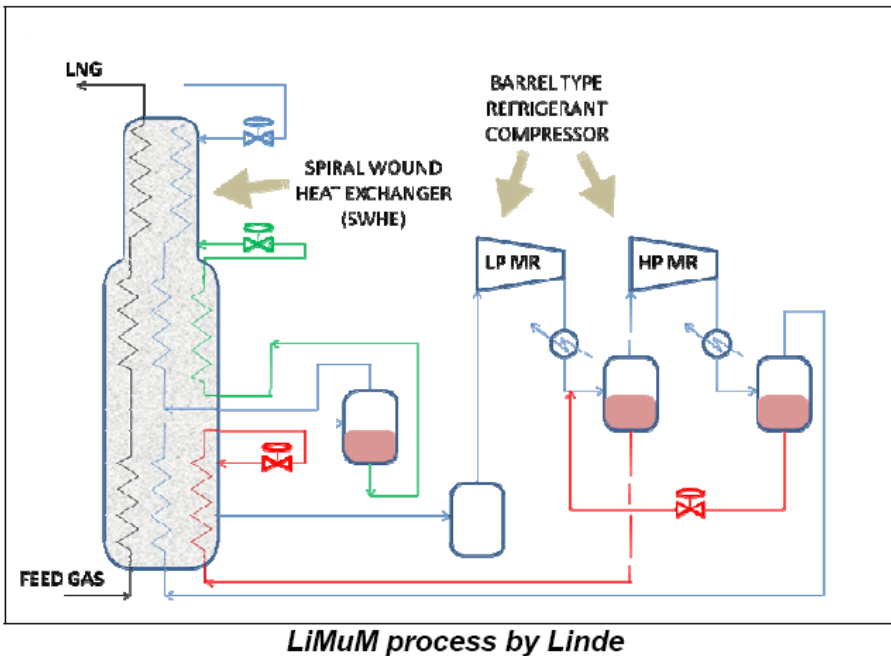 LNG
BARREL TYPE
REFRIGERANT
COMPRESSOR
SPIRAL WOUND
HEAT EXCHANGER
(SWHE)
LP MR
HP MR
FEED GAS
LiMuM process by Linde